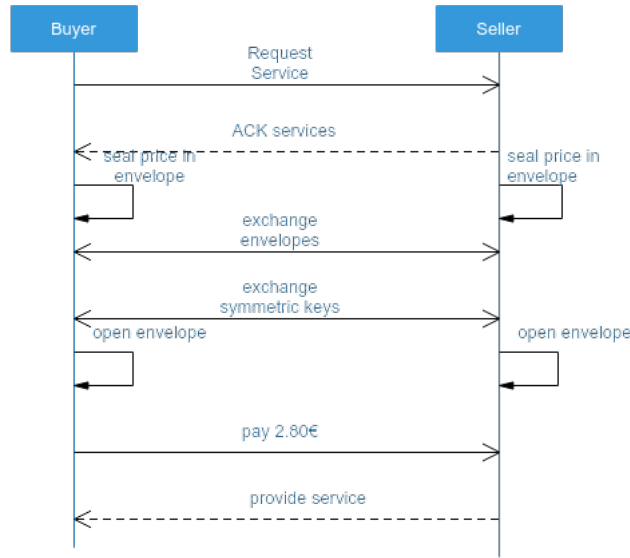 Buyer
Seller
Request
Service
ACK services
seal price in
envelope
seal price in
envelope
exchange
envelopes
exchange
symmetric keys
open envelope
open envelope
pay 2.80€
provide service